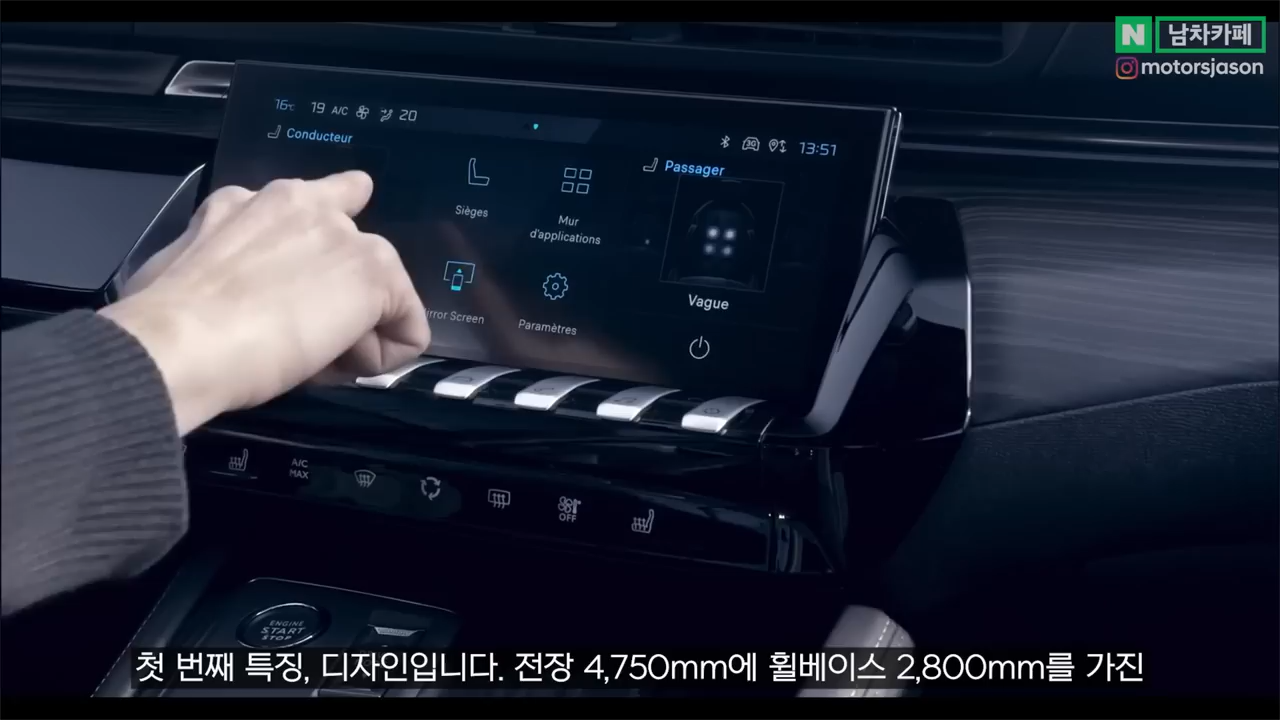 N 남차카페
motorsjason
16℃ 19 A/C 20
3G 13:51
Conducteur
Passager
Sièges
Mur
d'applications
rror Screen
Paramètres
Vague
A/C
MAX
OFF
ENGINE
START
STOP
첫 번째 특징, 디자인입니다. 전장 4,750mm에 휠베이스 2,800mm를 가진